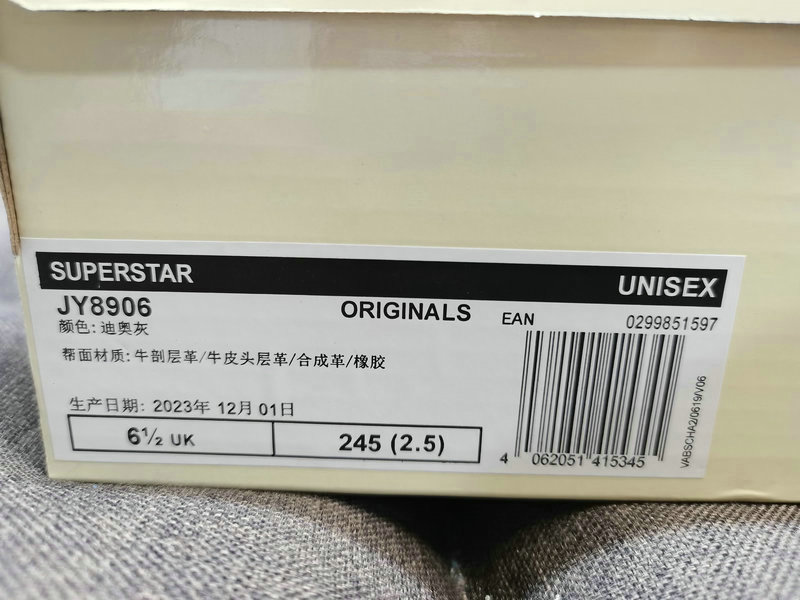 SUPERSTAR
UNISEX
JY8906
ORIGINALS
EAN
0299851597
颜色: 迪奥灰
帮面材质: 牛剖层革/牛皮头层革/合成革/橡胶
生产日期: 2023年 12月 01日
6½ UK
245 (2.5)
4 062051 415345
VABSCHA2/0619/V06